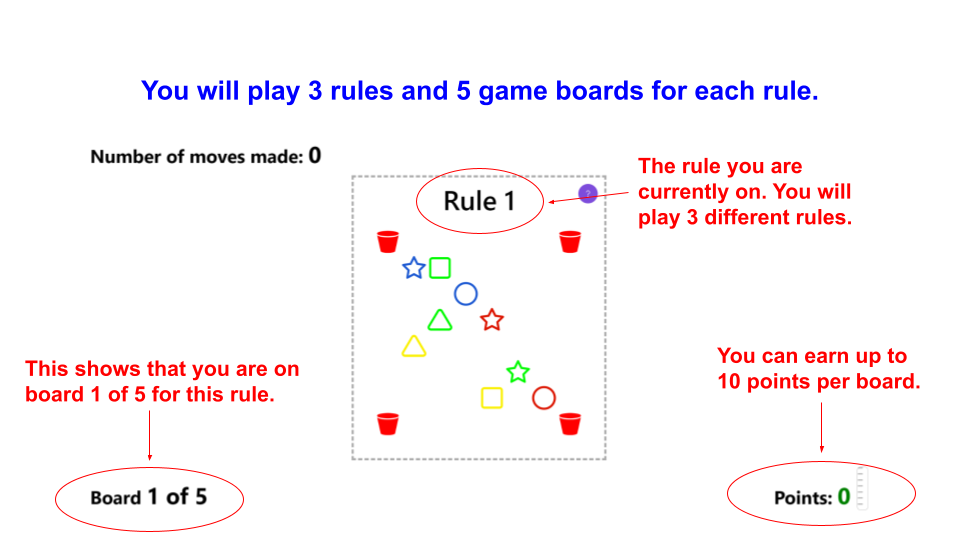 You will play 3 rules and 5 game boards for each rule.
Number of moves made: 0
Rule 1
?
The rule you are
currently on. You will
play 3 different rules.
This shows that you are on
board 1 of 5 for this rule.
You can earn up to
10 points per board.
Board 1 of 5
Points: 0